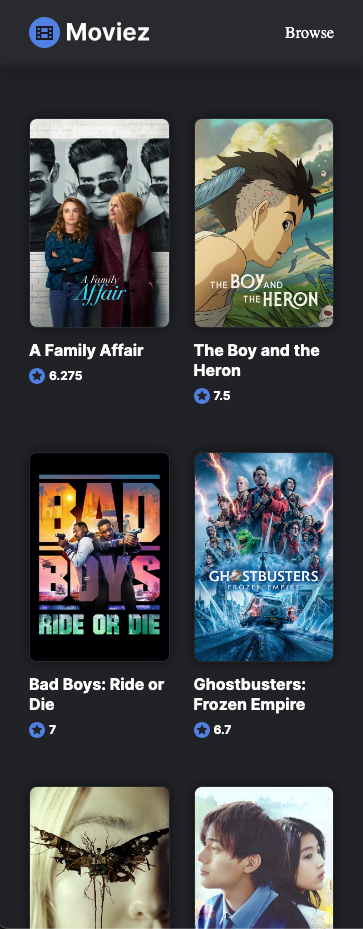 Moviez
Browse
A Family
Affair
THE BOY AND
THE HERON
A Family Affair
6.275
The Boy and the
Heron
7.5
BAD
BOYS
RIDE OR DIE
GHOSTBUSTERS
FROZEN EMPIRE
Bad Boys: Ride or
Die
7
Ghostbusters:
Frozen Empire
6.7